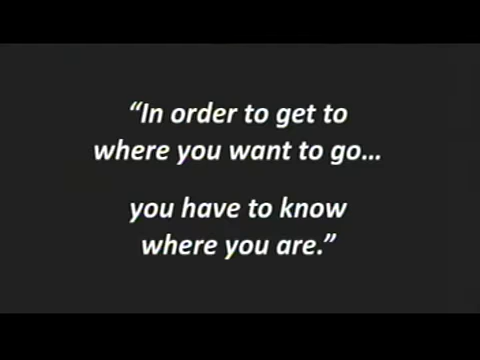 “In order to get to
where you want to go...
you have to know
where you are.”